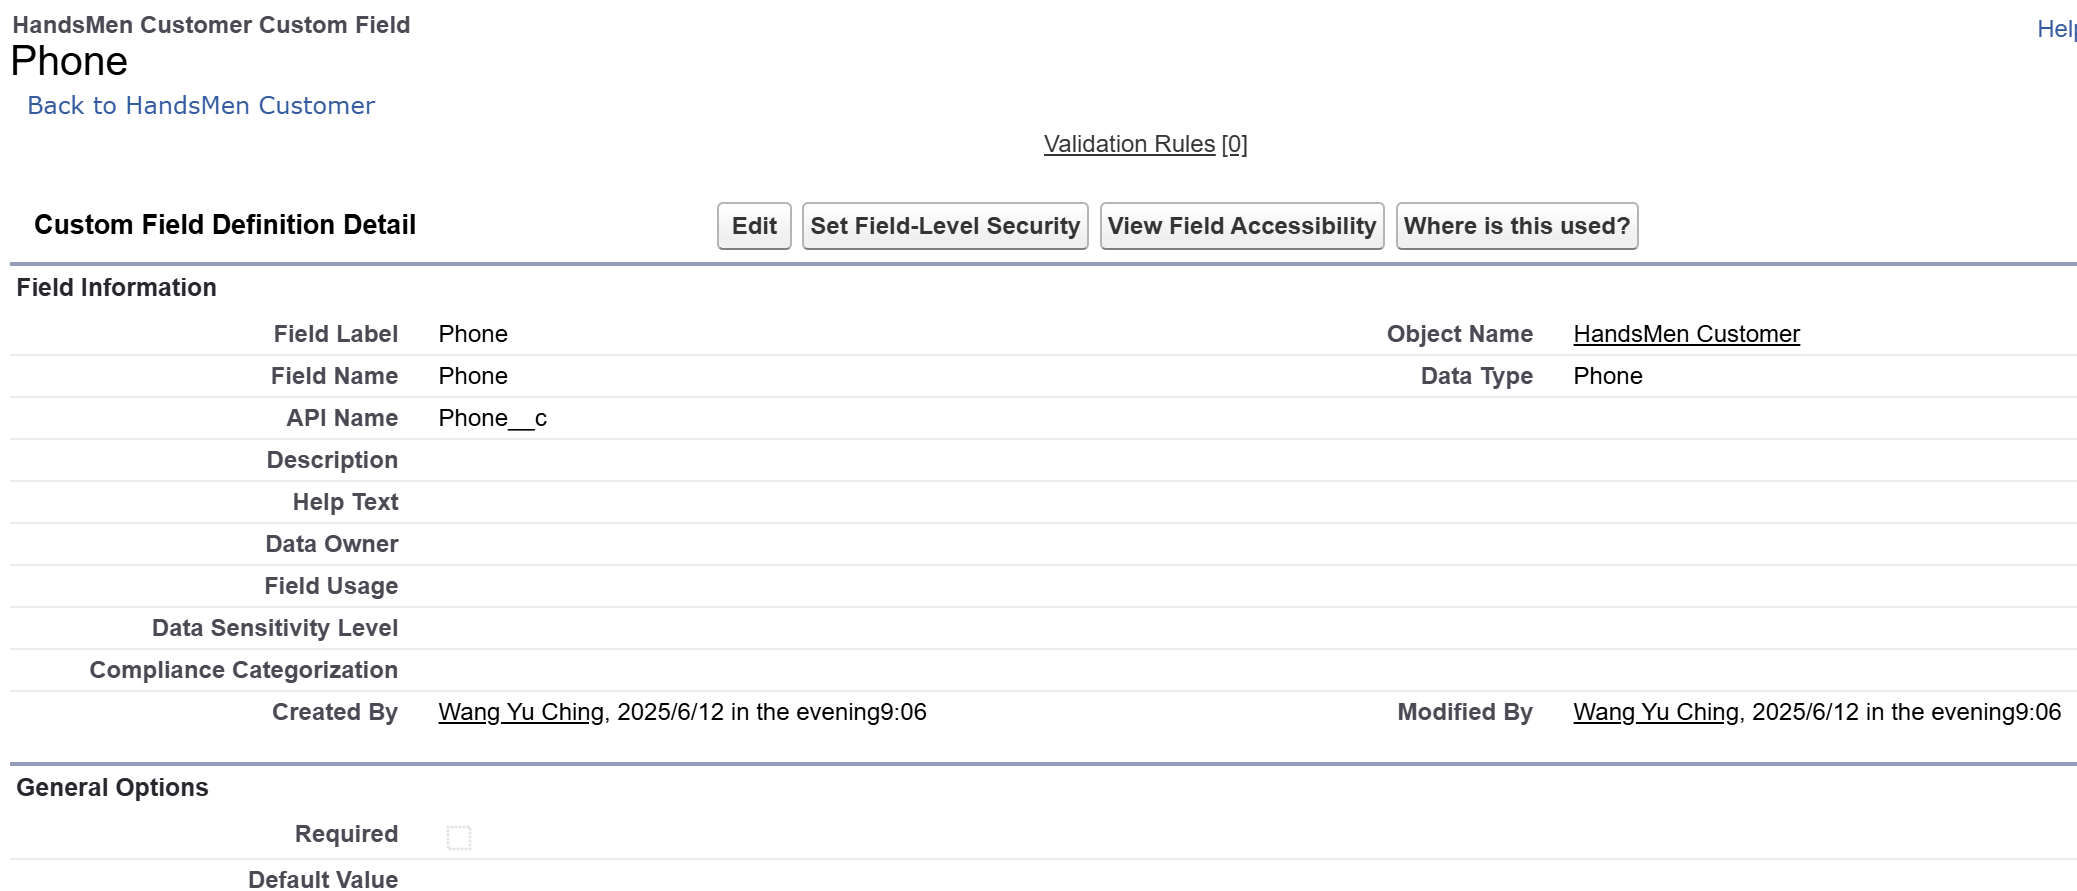 HandsMen Customer Custom Field
Help
Phone
Back to HandsMen Customer
Validation Rules [0]
Custom Field Definition Detail Edit Set Field-Level Security View Field Accessibility Where is this used?
Field Information
Field Label Phone Object Name HandsMen Customer
Field Name Phone Data Type Phone
API Name Phone__c
Description
Help Text
Data Owner
Field Usage
Data Sensitivity Level
Compliance Categorization
Created By Wang Yu Ching, 2025/6/12 in the evening9:06 Modified By Wang Yu Ching, 2025/6/12 in the evening9:06
General Options
Required
Default Value